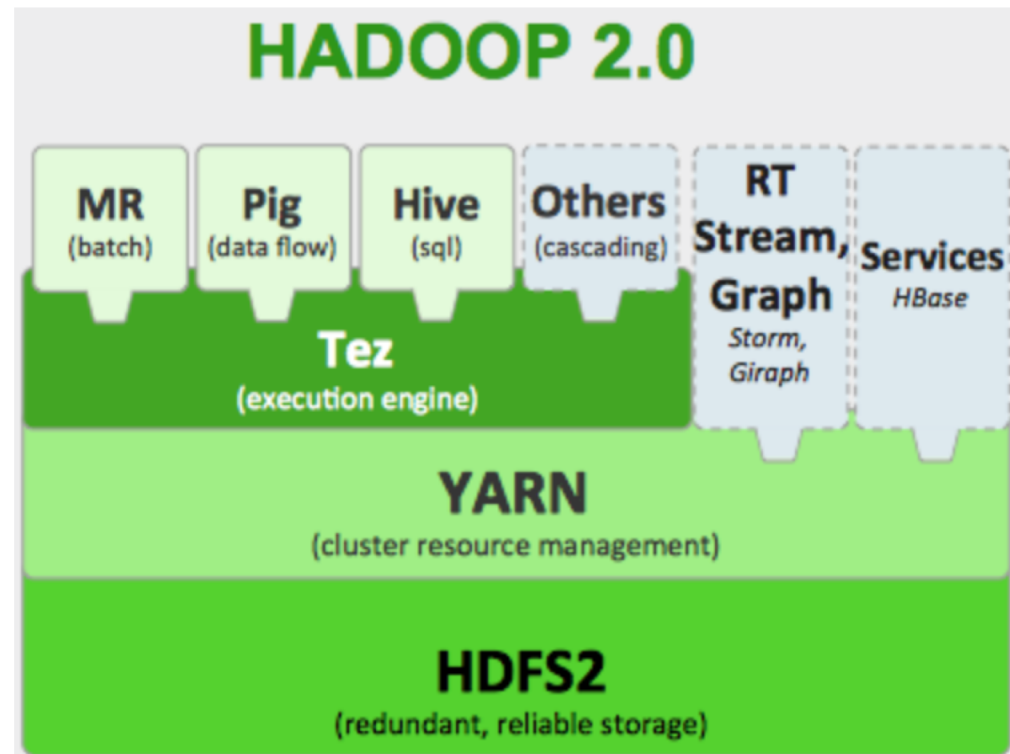 HADOOP 2.0
MR
(batch)
Pig
(data flow)
Hive
(sql)
Others
(cascading)
RT
Stream,
Graph
Storm,
Giraph
Services
HBase
Tez
(execution engine)
YARN
(cluster resource management)
HDFS2
(redundant, reliable storage)